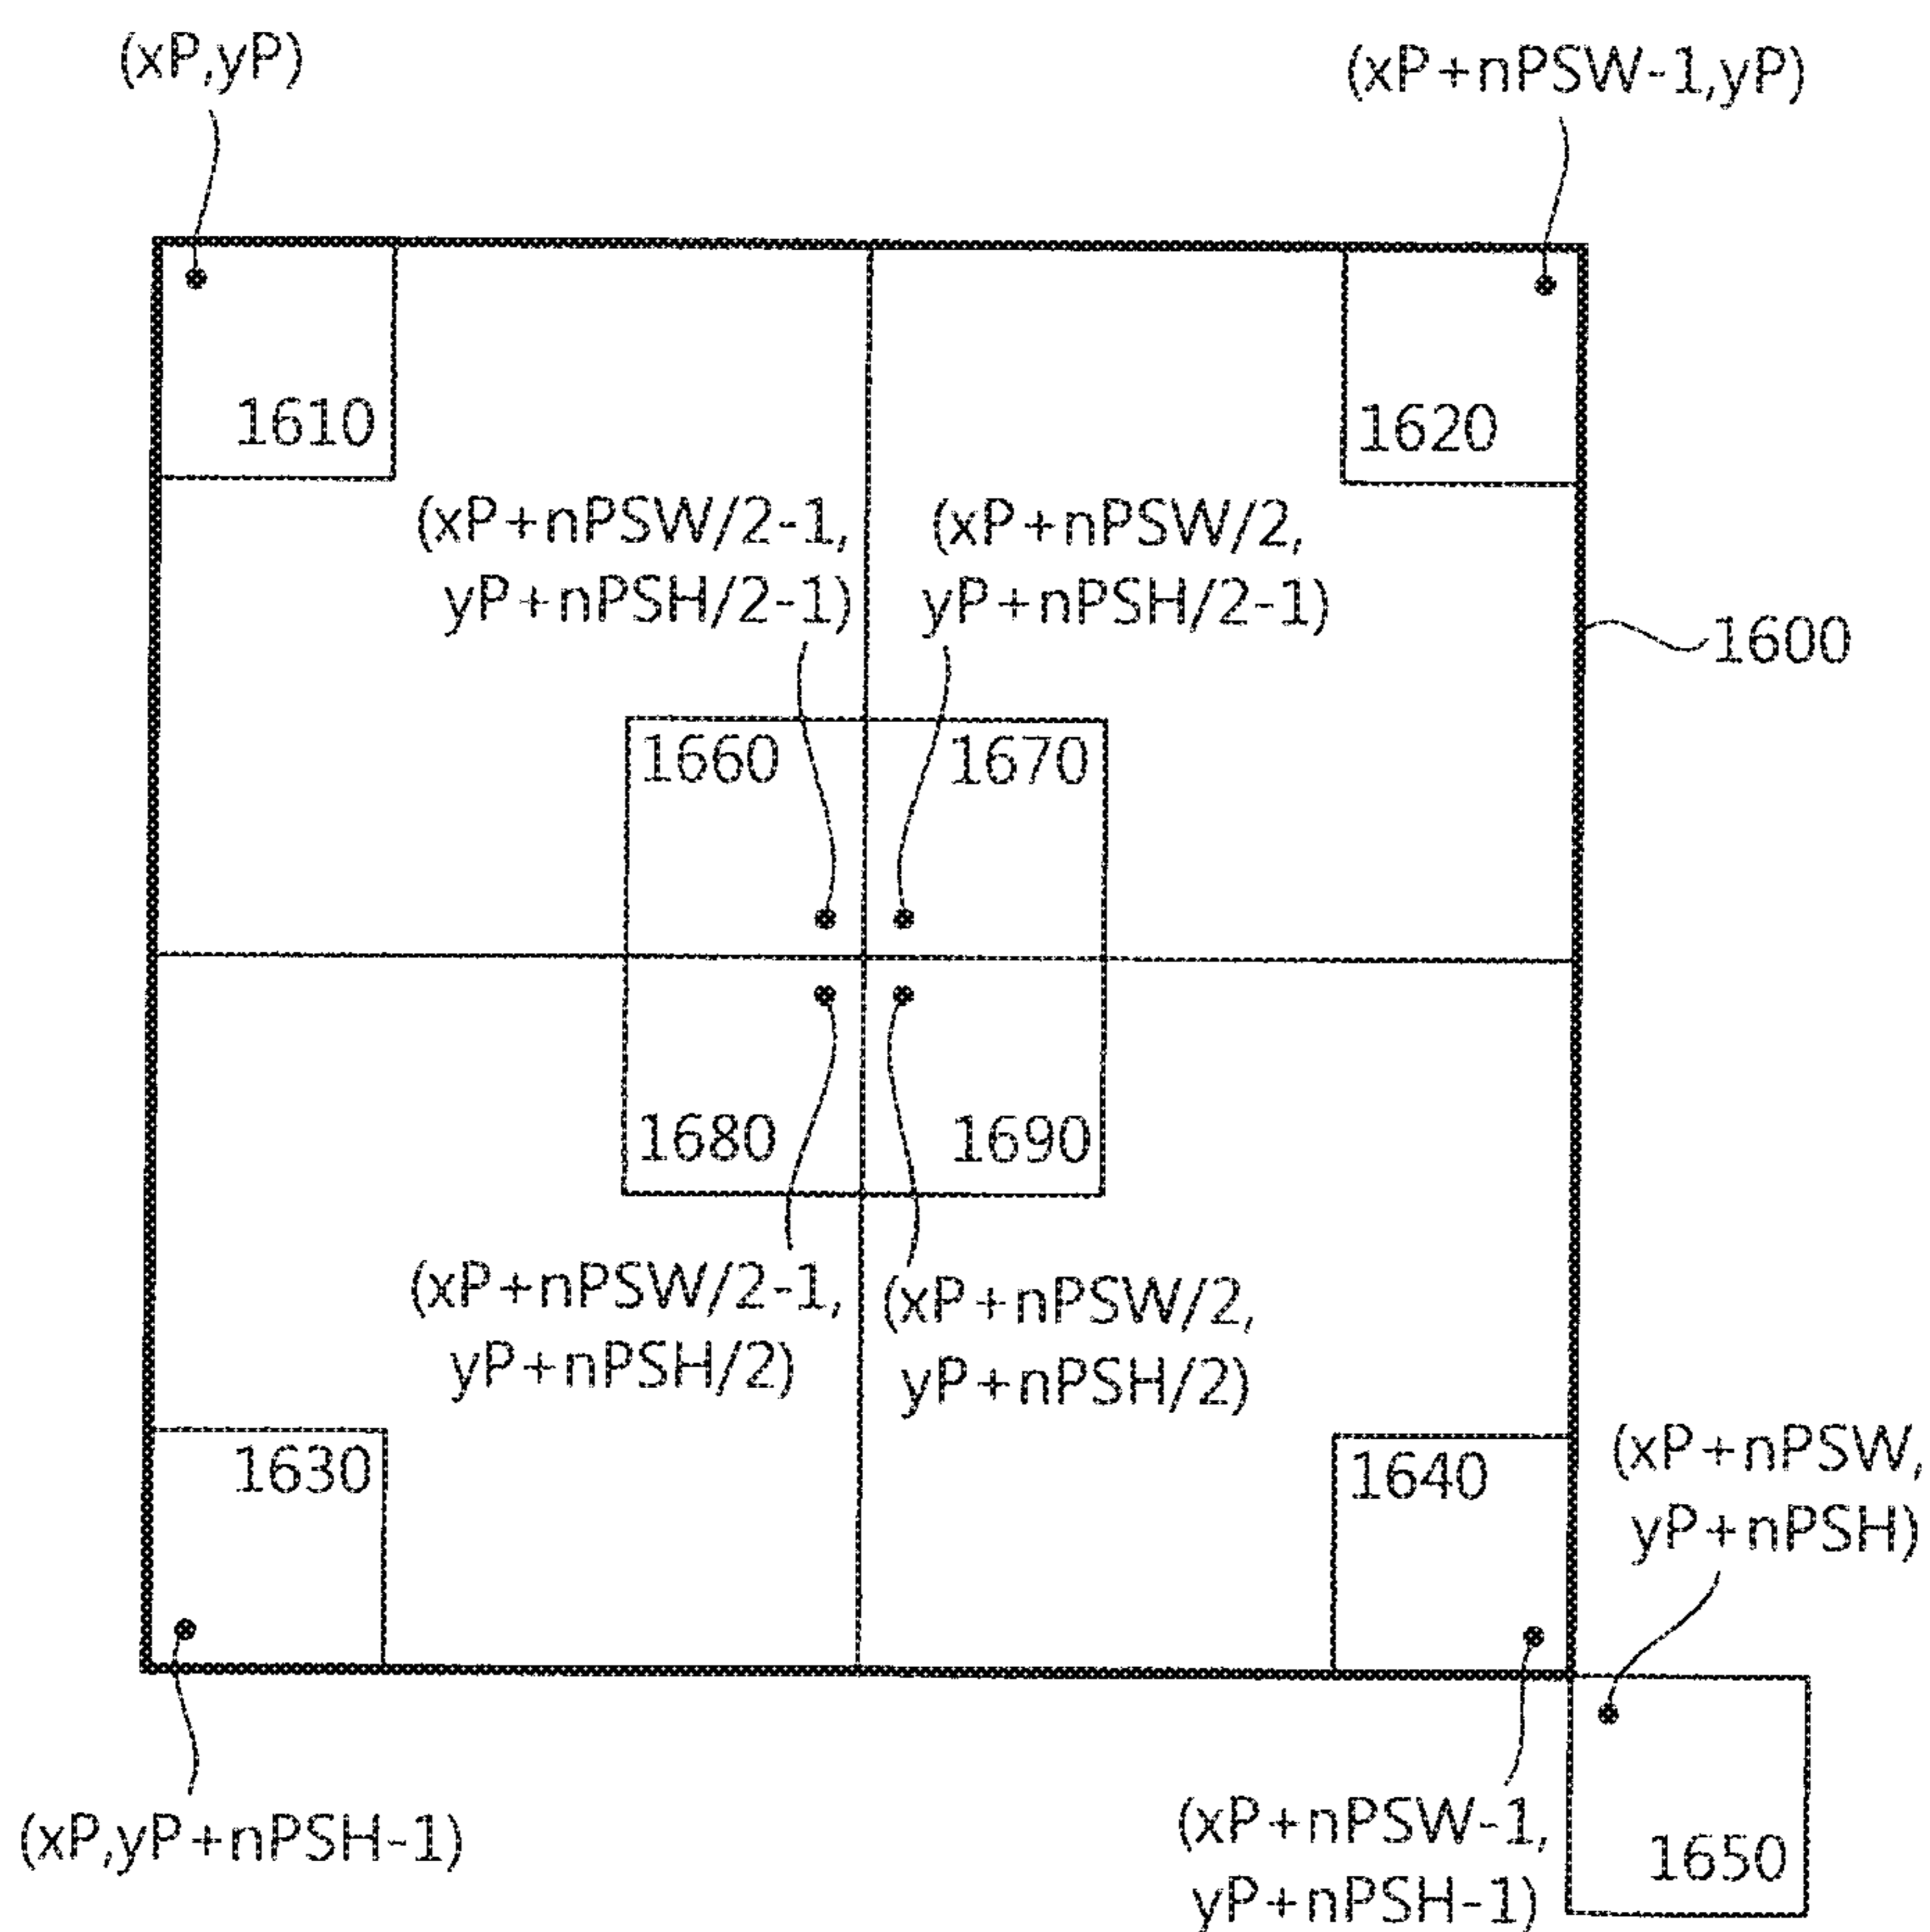 (xP,yP)
(xP+nPSW-1,yP)
1610
1620
(xP+nPSW/2-1,
yP+nPSH/2-1)
(xP+nPSW/2,
yP+nPSH/2-1)
1600
1660
1670
1680
1690
(xP+nPSW/2-1,
yP+nPSH/2)
(xP+nPSW/2,
yP+nPSH/2)
1630
1640
(xP+nPSW,
yP+nPSH)
(xP,yP+nPSH-1)
(xP+nPSW-1,
yP+nPSH-1)
1650